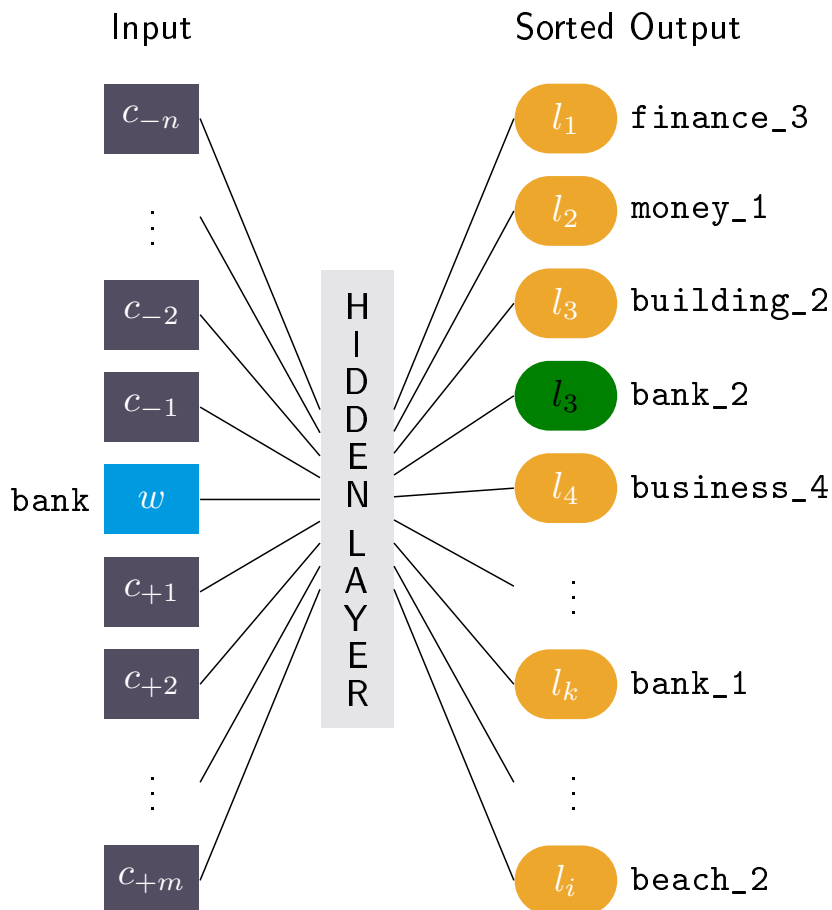 Input
Sorted Output
c₋ₙ
l₁ finance_3
⋮
l₂ money_1
c₋₂
l₃ building_2
c₋₁
l₃ bank_2
bank w
l₄ business_4
c₊₁
⋮
c₊₂
lₖ bank_1
⋮
⋮
c₊ₘ
lᵢ beach_2
HIDDEN LAYER